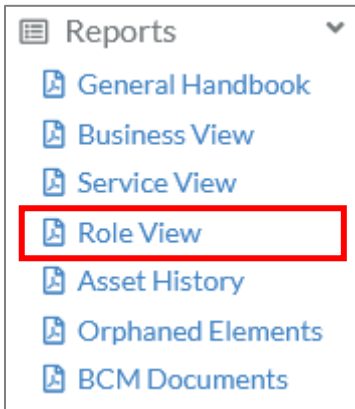 Reports
General Handbook
Business View
Service View
Role View
Asset History
Orphaned Elements
BCM Documents